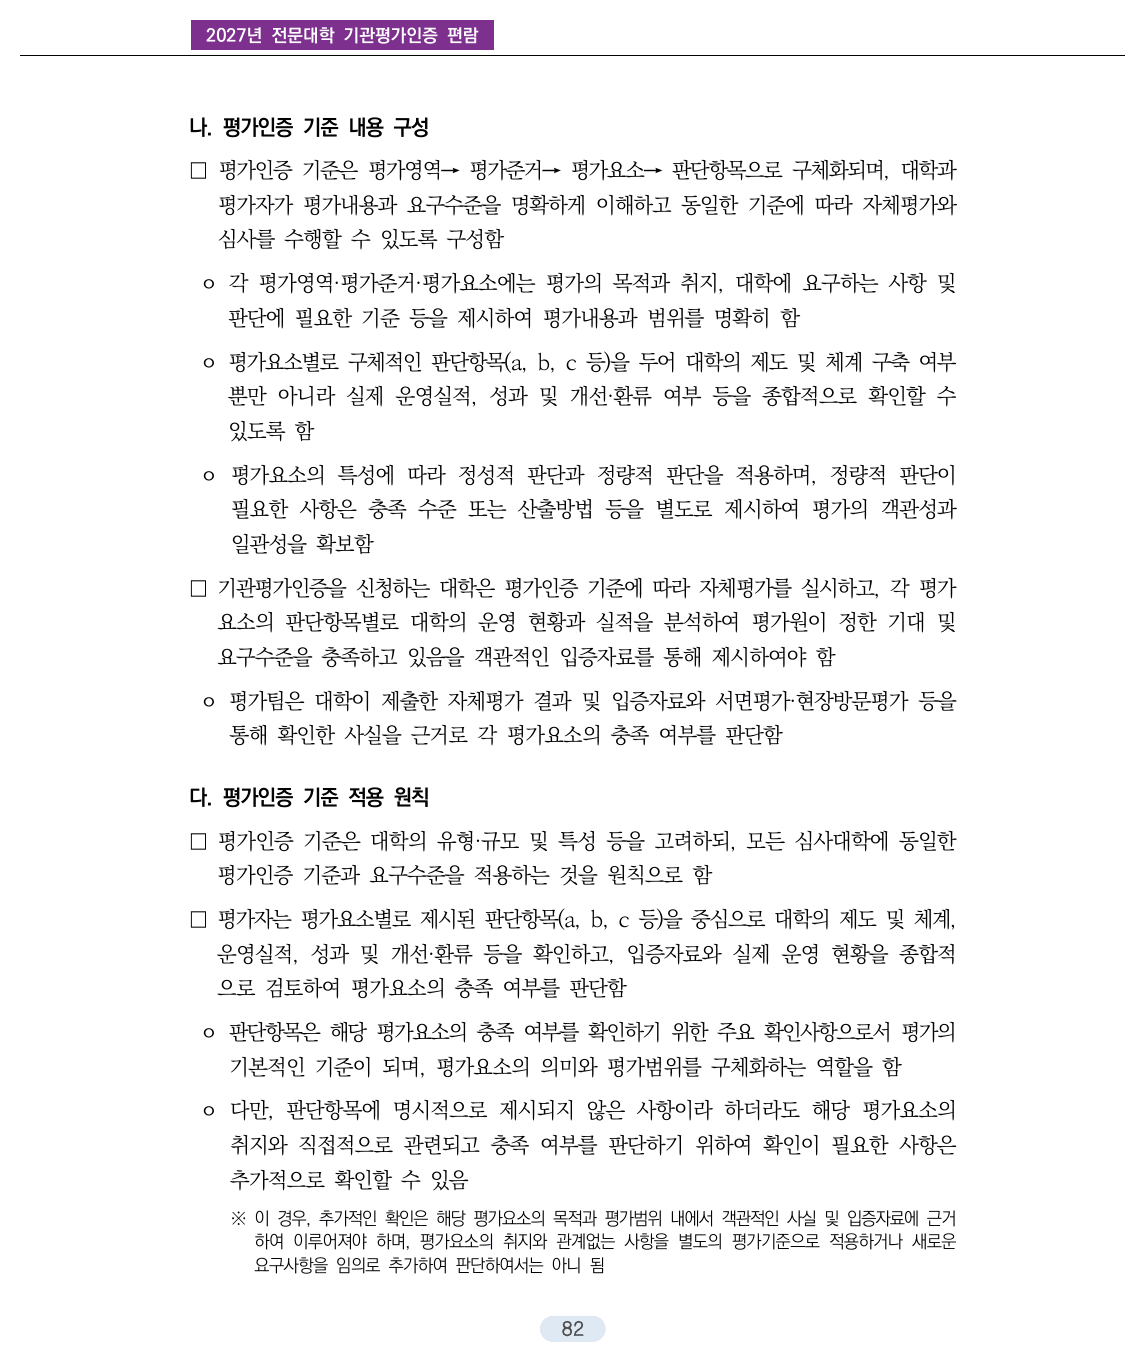 2027년 전문대학 기관평가인증 편람
나. 평가인증 기준 내용 구성
□ 평가인증 기준은 평가영역→ 평가준거→ 평가요소→ 판단항목으로 구체화되며, 대학과
평가자가 평가내용과 요구수준을 명확하게 이해하고 동일한 기준에 따라 자체평가와
심사를 수행할 수 있도록 구성함
ㅇ 각 평가영역·평가준거·평가요소에는 평가의 목적과 취지, 대학에 요구하는 사항 및
판단에 필요한 기준 등을 제시하여 평가내용과 범위를 명확히 함
ㅇ 평가요소별로 구체적인 판단항목(a, b, c 등)을 두어 대학의 제도 및 체계 구축 여부
뿐만 아니라 실제 운영실적, 성과 및 개선·환류 여부 등을 종합적으로 확인할 수
있도록 함
ㅇ 평가요소의 특성에 따라 정성적 판단과 정량적 판단을 적용하며, 정량적 판단이
필요한 사항은 충족 수준 또는 산출방법 등을 별도로 제시하여 평가의 객관성과
일관성을 확보함
□ 기관평가인증을 신청하는 대학은 평가인증 기준에 따라 자체평가를 실시하고, 각 평가
요소의 판단항목별로 대학의 운영 현황과 실적을 분석하여 평가원이 정한 기대 및
요구수준을 충족하고 있음을 객관적인 입증자료를 통해 제시하여야 함
ㅇ 평가팀은 대학이 제출한 자체평가 결과 및 입증자료와 서면평가·현장방문평가 등을
통해 확인한 사실을 근거로 각 평가요소의 충족 여부를 판단함
다. 평가인증 기준 적용 원칙
□ 평가인증 기준은 대학의 유형·규모 및 특성 등을 고려하되, 모든 심사대학에 동일한
평가인증 기준과 요구수준을 적용하는 것을 원칙으로 함
□ 평가자는 평가요소별로 제시된 판단항목(a, b, c 등)을 중심으로 대학의 제도 및 체계,
운영실적, 성과 및 개선·환류 등을 확인하고, 입증자료와 실제 운영 현황을 종합적
으로 검토하여 평가요소의 충족 여부를 판단함
ㅇ 판단항목은 해당 평가요소의 충족 여부를 확인하기 위한 주요 확인사항으로서 평가의
기본적인 기준이 되며, 평가요소의 의미와 평가범위를 구체화하는 역할을 함
ㅇ 다만, 판단항목에 명시적으로 제시되지 않은 사항이라 하더라도 해당 평가요소의
취지와 직접적으로 관련되고 충족 여부를 판단하기 위하여 확인이 필요한 사항은
추가적으로 확인할 수 있음
※ 이 경우, 추가적인 확인은 해당 평가요소의 목적과 평가범위 내에서 객관적인 사실 및 입증자료에 근거
하여 이루어져야 하며, 평가요소의 취지와 관계없는 사항을 별도의 평가기준으로 적용하거나 새로운
요구사항을 임의로 추가하여 판단하여서는 아니 됨
82